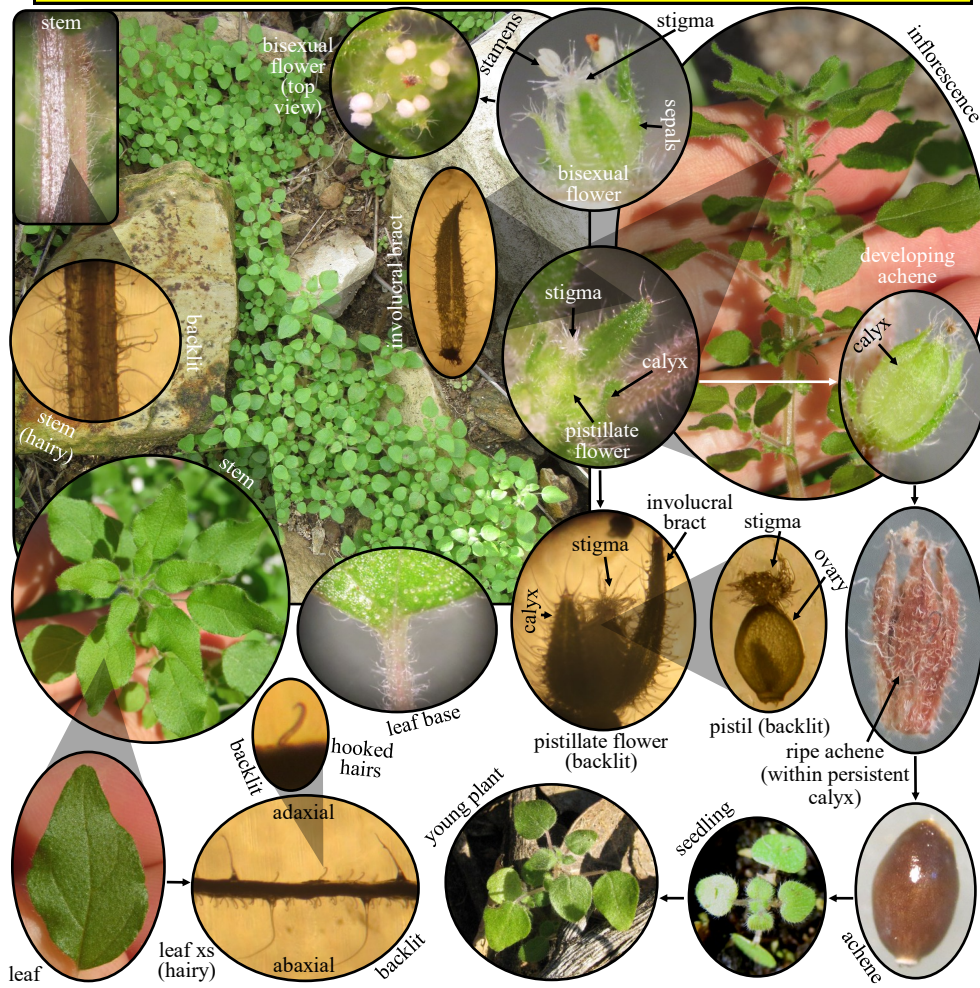 stem
bisexual
flower
(top
view)
stamens
stigma
sepals
bisexual
flower
inflorescence
involucral bract
developing
achene
calyx
stigma
calyx
pistillate
flower
backlit
stem
(hairy)
stem
involucral
bract
stigma
calyx
stigma
ovary
leaf base
pistillate flower
(backlit)
pistil (backlit)
ripe achene
(within persistent
calyx)
backlit
hooked
hairs
adaxial
abaxial
backlit
leaf xs
(hairy)
leaf
young plant
seedling
achene